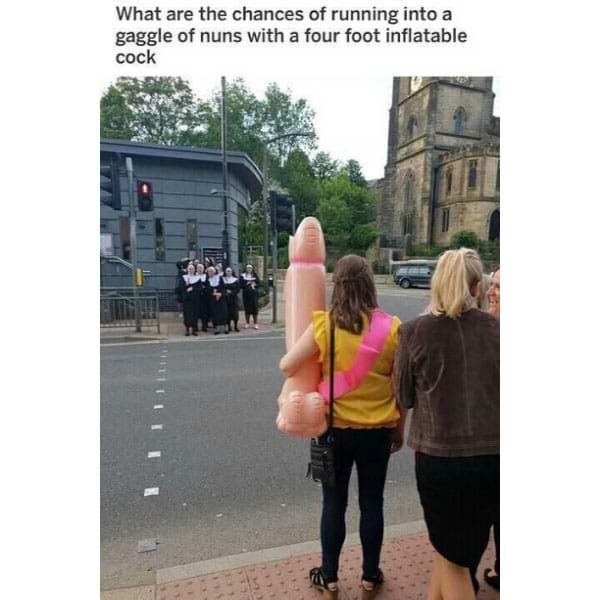 What are the chances of running into a
gaggle of nuns with a four foot inflatable
cock